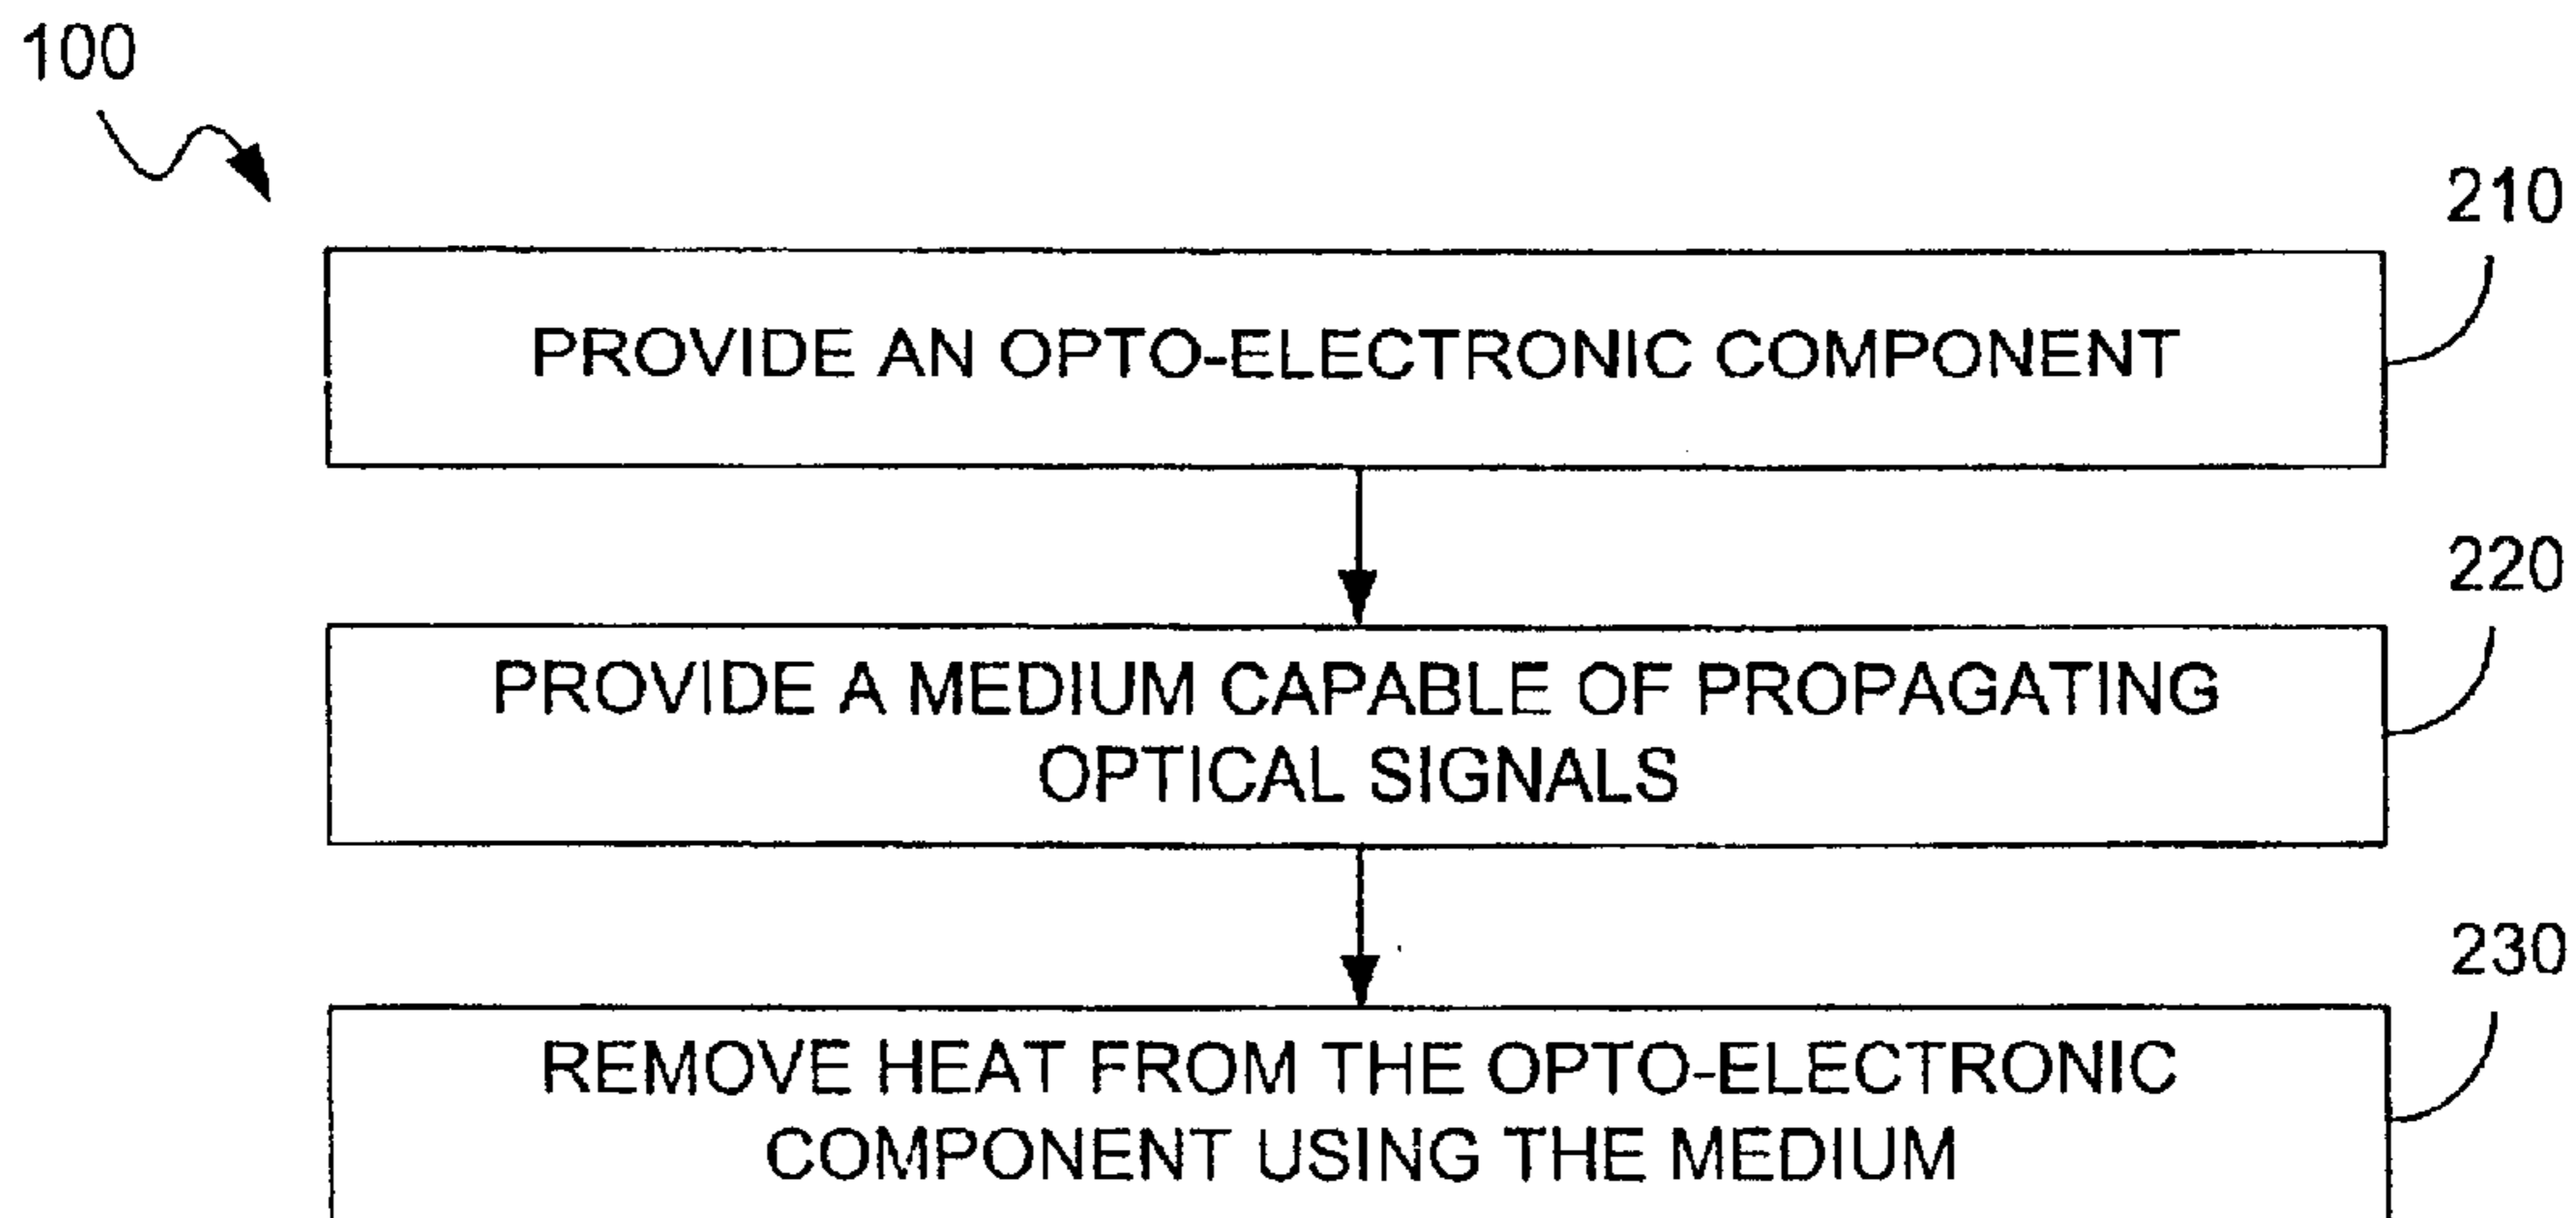 100
210
PROVIDE AN OPTO-ELECTRONIC COMPONENT
220
PROVIDE A MEDIUM CAPABLE OF PROPAGATING
OPTICAL SIGNALS
230
REMOVE HEAT FROM THE OPTO-ELECTRONIC
COMPONENT USING THE MEDIUM